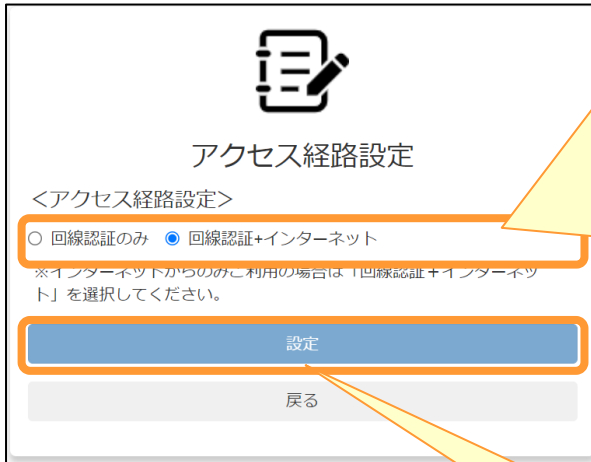 アクセス経路設定
<アクセス経路設定>
回線認証のみ 回線認証+インターネット
※インターネットからのみご利用の場合は「回線認証+インターネッ
ト」を選択してください。
設定
戻る